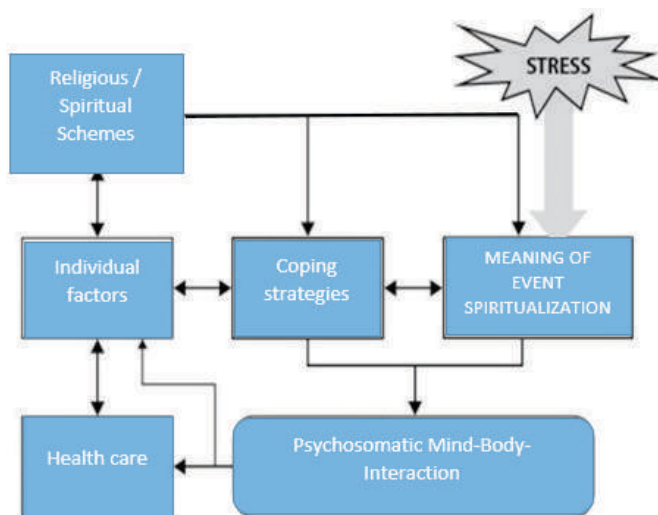 STRESS
Religious /
Spiritual
Schemes
Individual
factors
Coping
strategies
MEANING OF
EVENT
SPIRITUALIZATION
Health care
Psychosomatic Mind-Body-
Interaction